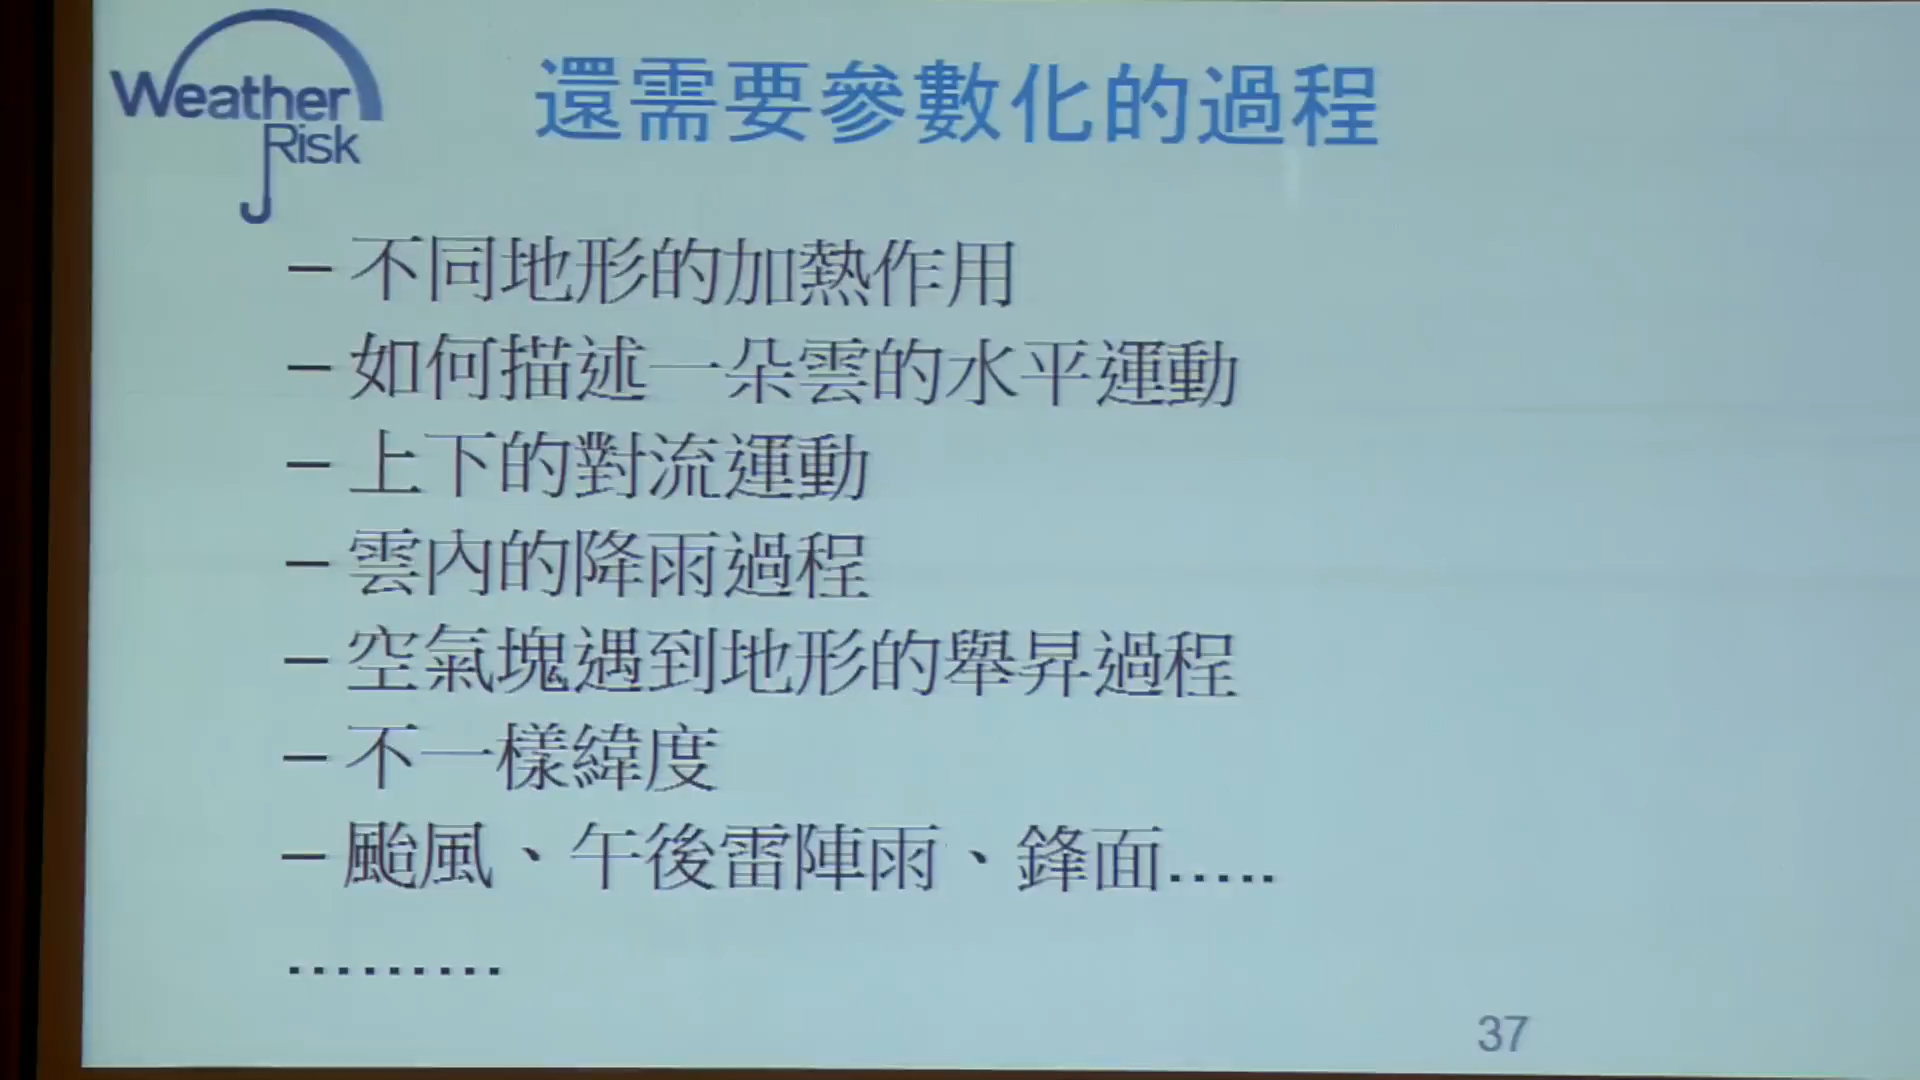 Weather
Risk
還需要參數化的過程
– 不同地形的加熱作用
– 如何描述一朵雲的水平運動
– 上下的對流運動
– 雲內的降雨過程
– 空氣塊遇到地形的舉昇過程
– 不一樣緯度
– 颱風、午後雷陣雨、鋒面.....
.........
37